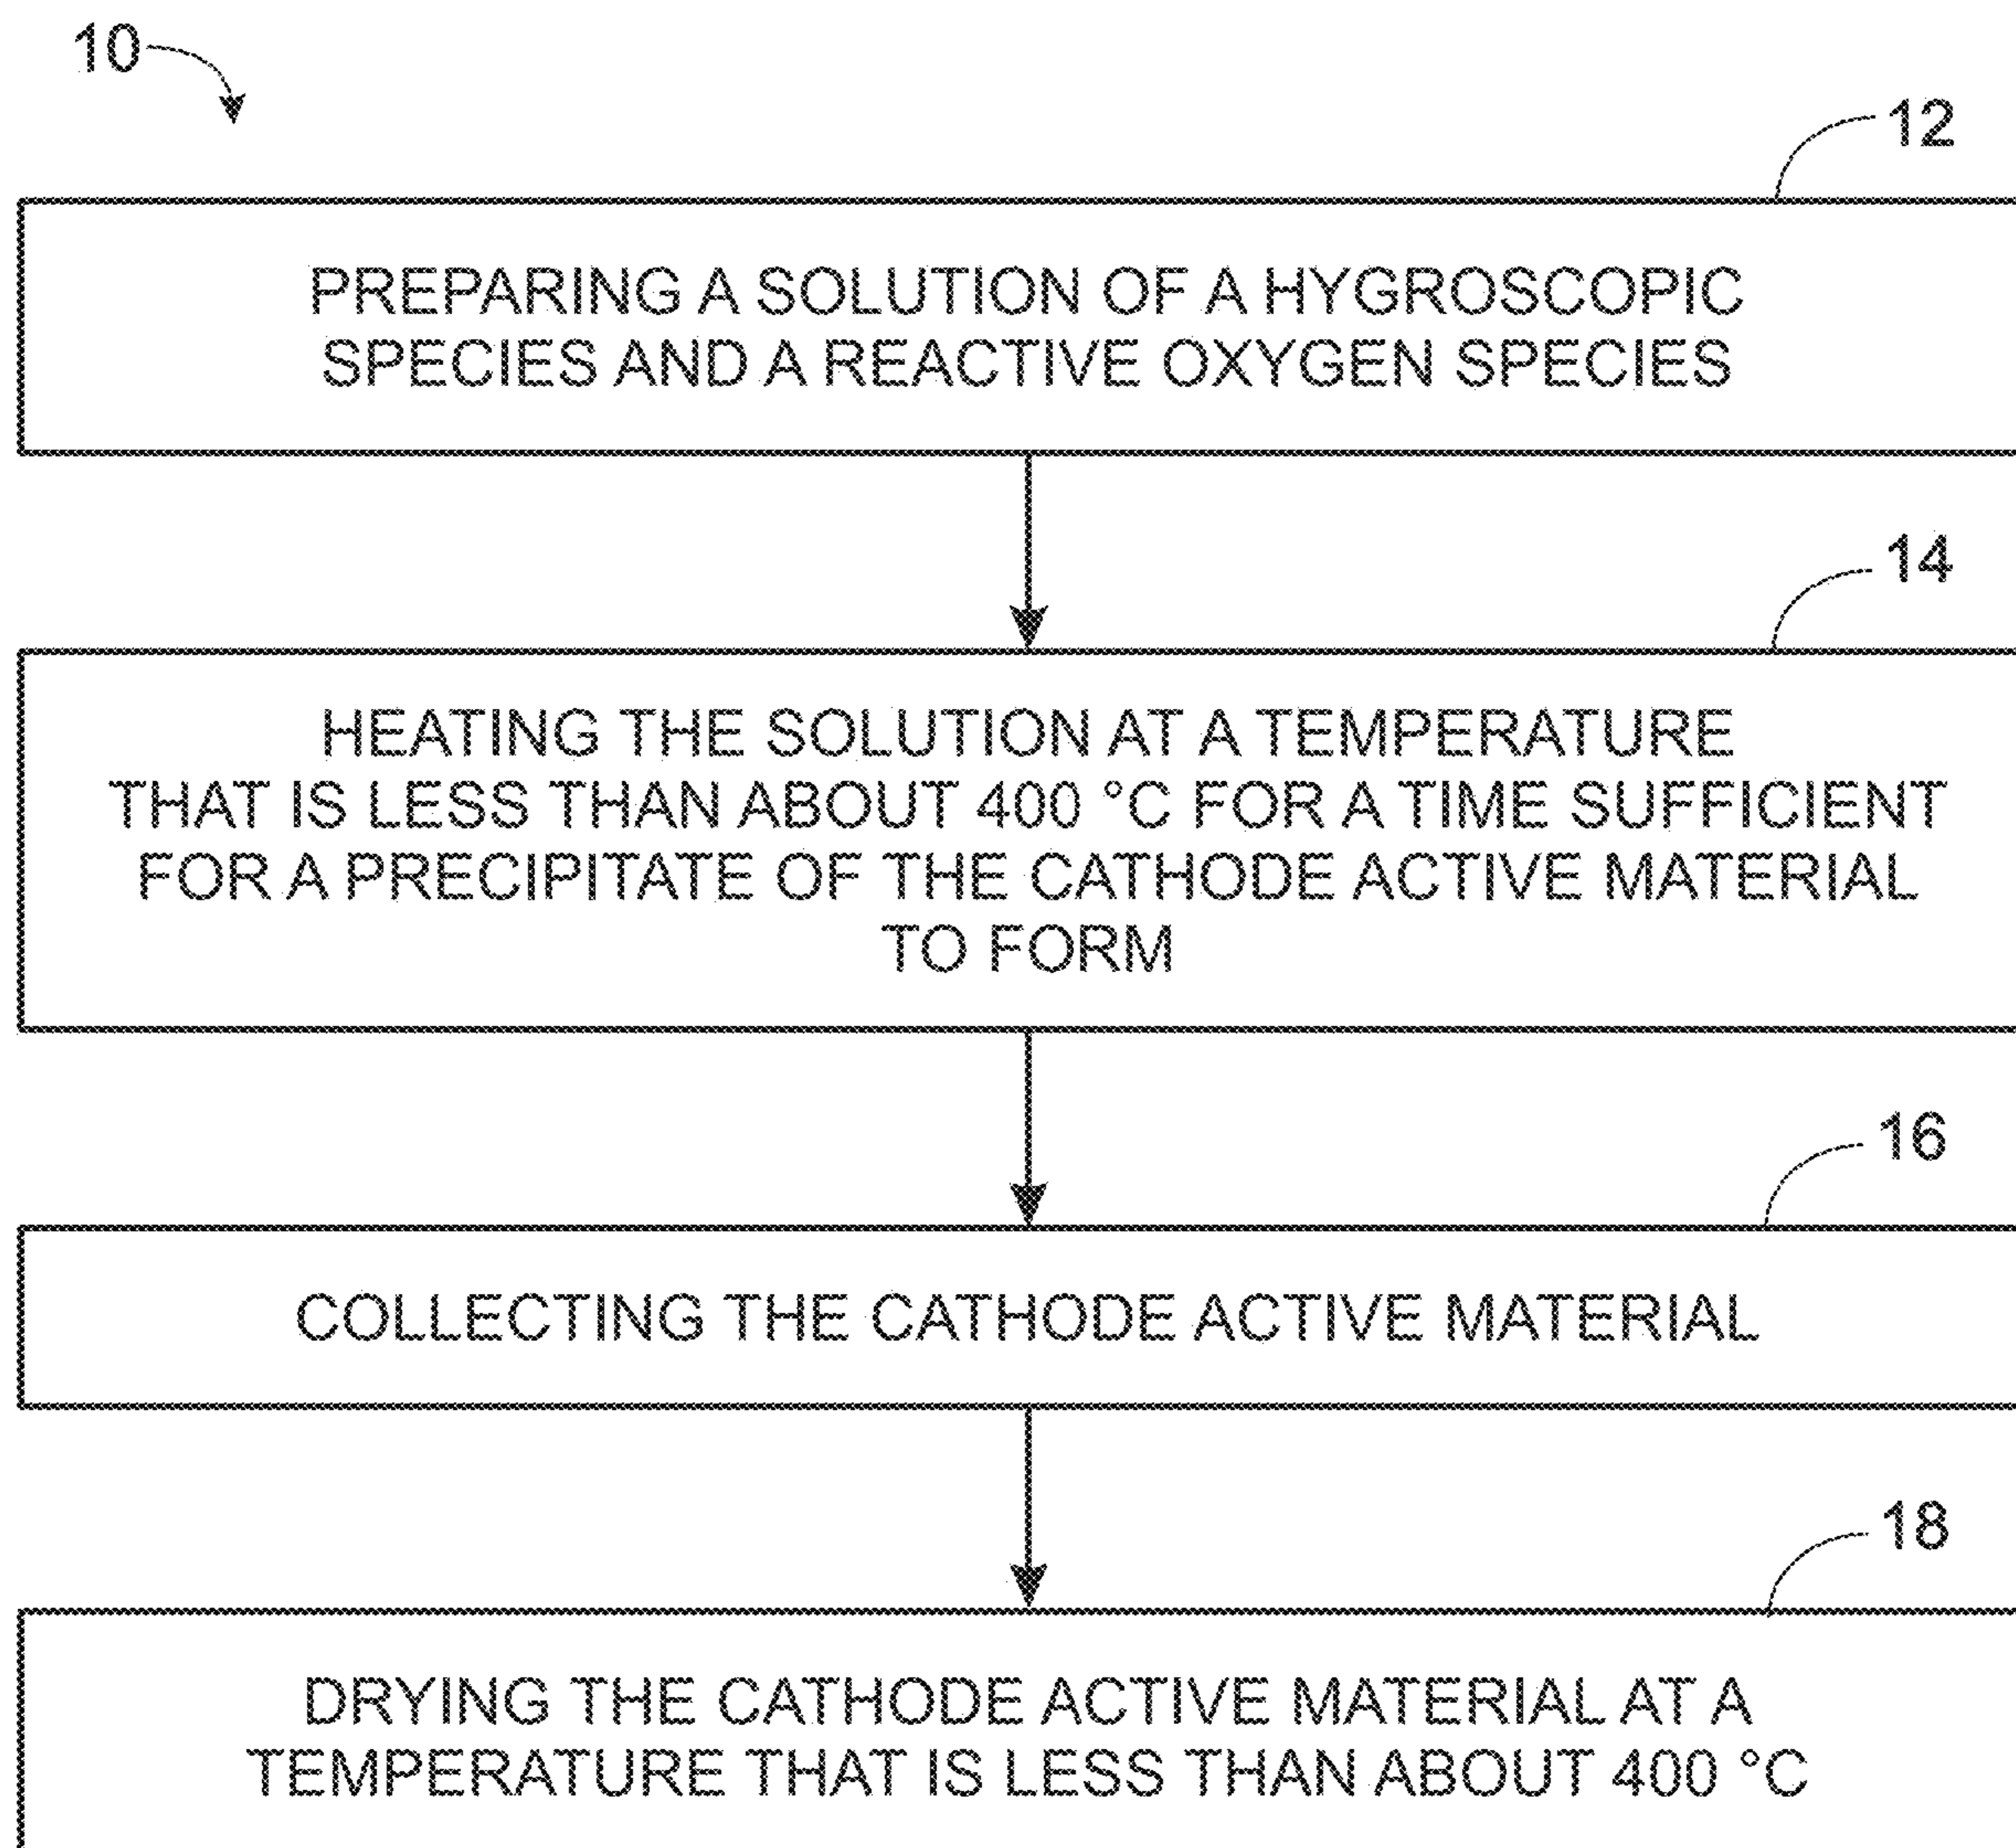 10
12
PREPARING A SOLUTION OF A HYGROSCOPIC
SPECIES AND A REACTIVE OXYGEN SPECIES
14
HEATING THE SOLUTION AT A TEMPERATURE
THAT IS LESS THAN ABOUT 400 °C FOR A TIME SUFFICIENT
FOR A PRECIPITATE OF THE CATHODE ACTIVE MATERIAL
TO FORM
16
COLLECTING THE CATHODE ACTIVE MATERIAL
18
DRYING THE CATHODE ACTIVE MATERIAL AT A
TEMPERATURE THAT IS LESS THAN ABOUT 400 °C